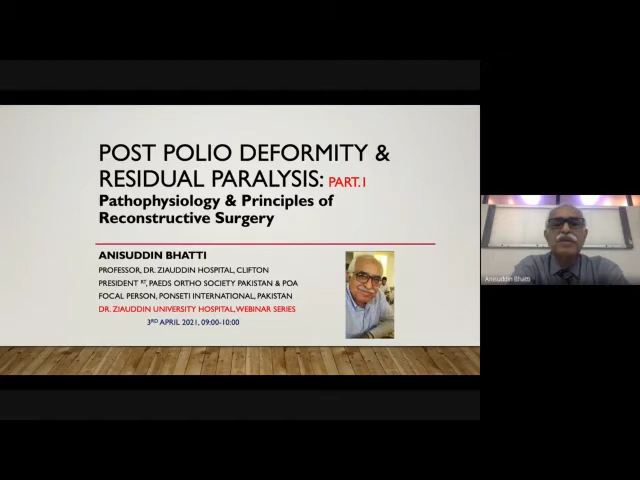 POST POLIO DEFORMITY &
RESIDUAL PARALYSIS: PART.I
Pathophysiology & Principles of
Reconstructive Surgery
ANISUDDIN BHATTI
PROFESSOR, DR. ZIAUDDIN HOSPITAL, CLIFTON
PRESIDENT RT, PAEDS ORTHO SOCIETY PAKISTAN & POA
FOCAL PERSON, PONSETI INTERNATIONAL, PAKISTAN
DR. ZIAUDDIN UNIVERSITY HOSPITAL, WEBINAR SERIES
3RD APRIL 2021, 09:00-10:00
Anisuddin Bhatti